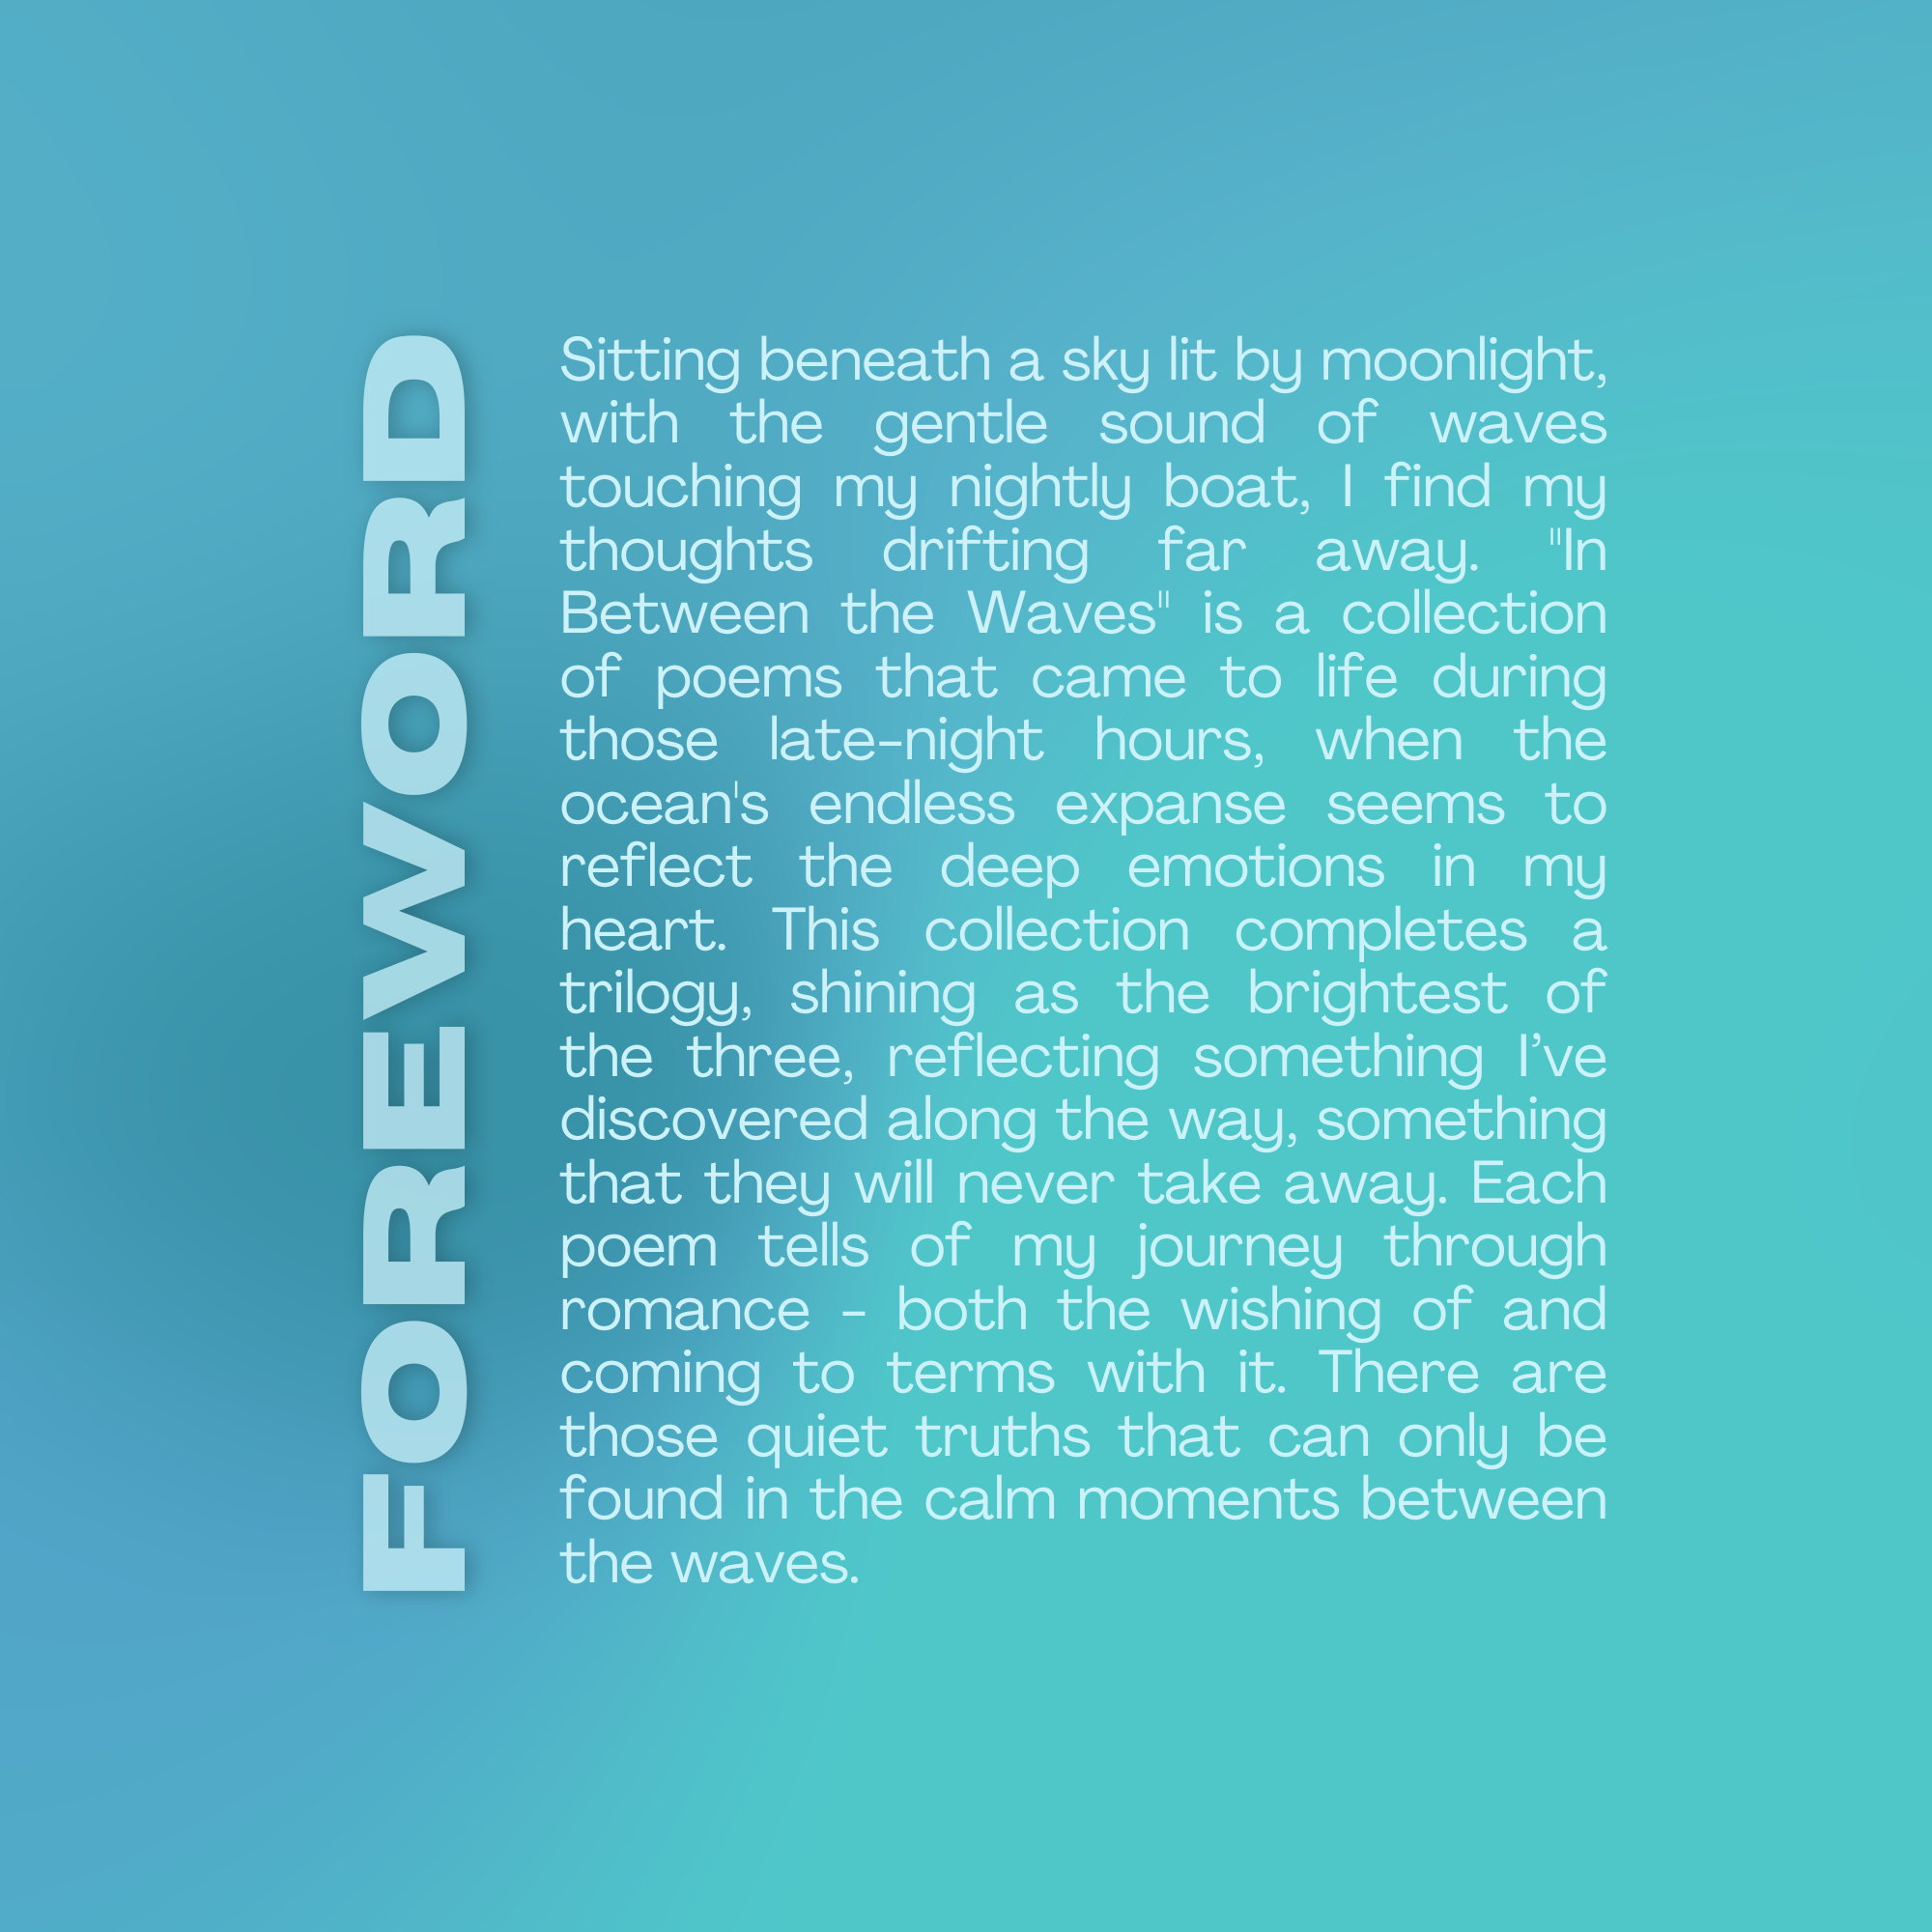 FOREWORD
Sitting beneath a sky lit by moonlight,
with the gentle sound of waves
touching my nightly boat, I find my
thoughts drifting far away. "In
Between the Waves" is a collection
of poems that came to life during
those late-night hours, when the
ocean's endless expanse seems to
reflect the deep emotions in my
heart. This collection completes a
trilogy, shining as the brightest of
the three, reflecting something I’ve
discovered along the way, something
that they will never take away. Each
poem tells of my journey through
romance - both the wishing of and
coming to terms with it. There are
those quiet truths that can only be
found in the calm moments between
the waves.